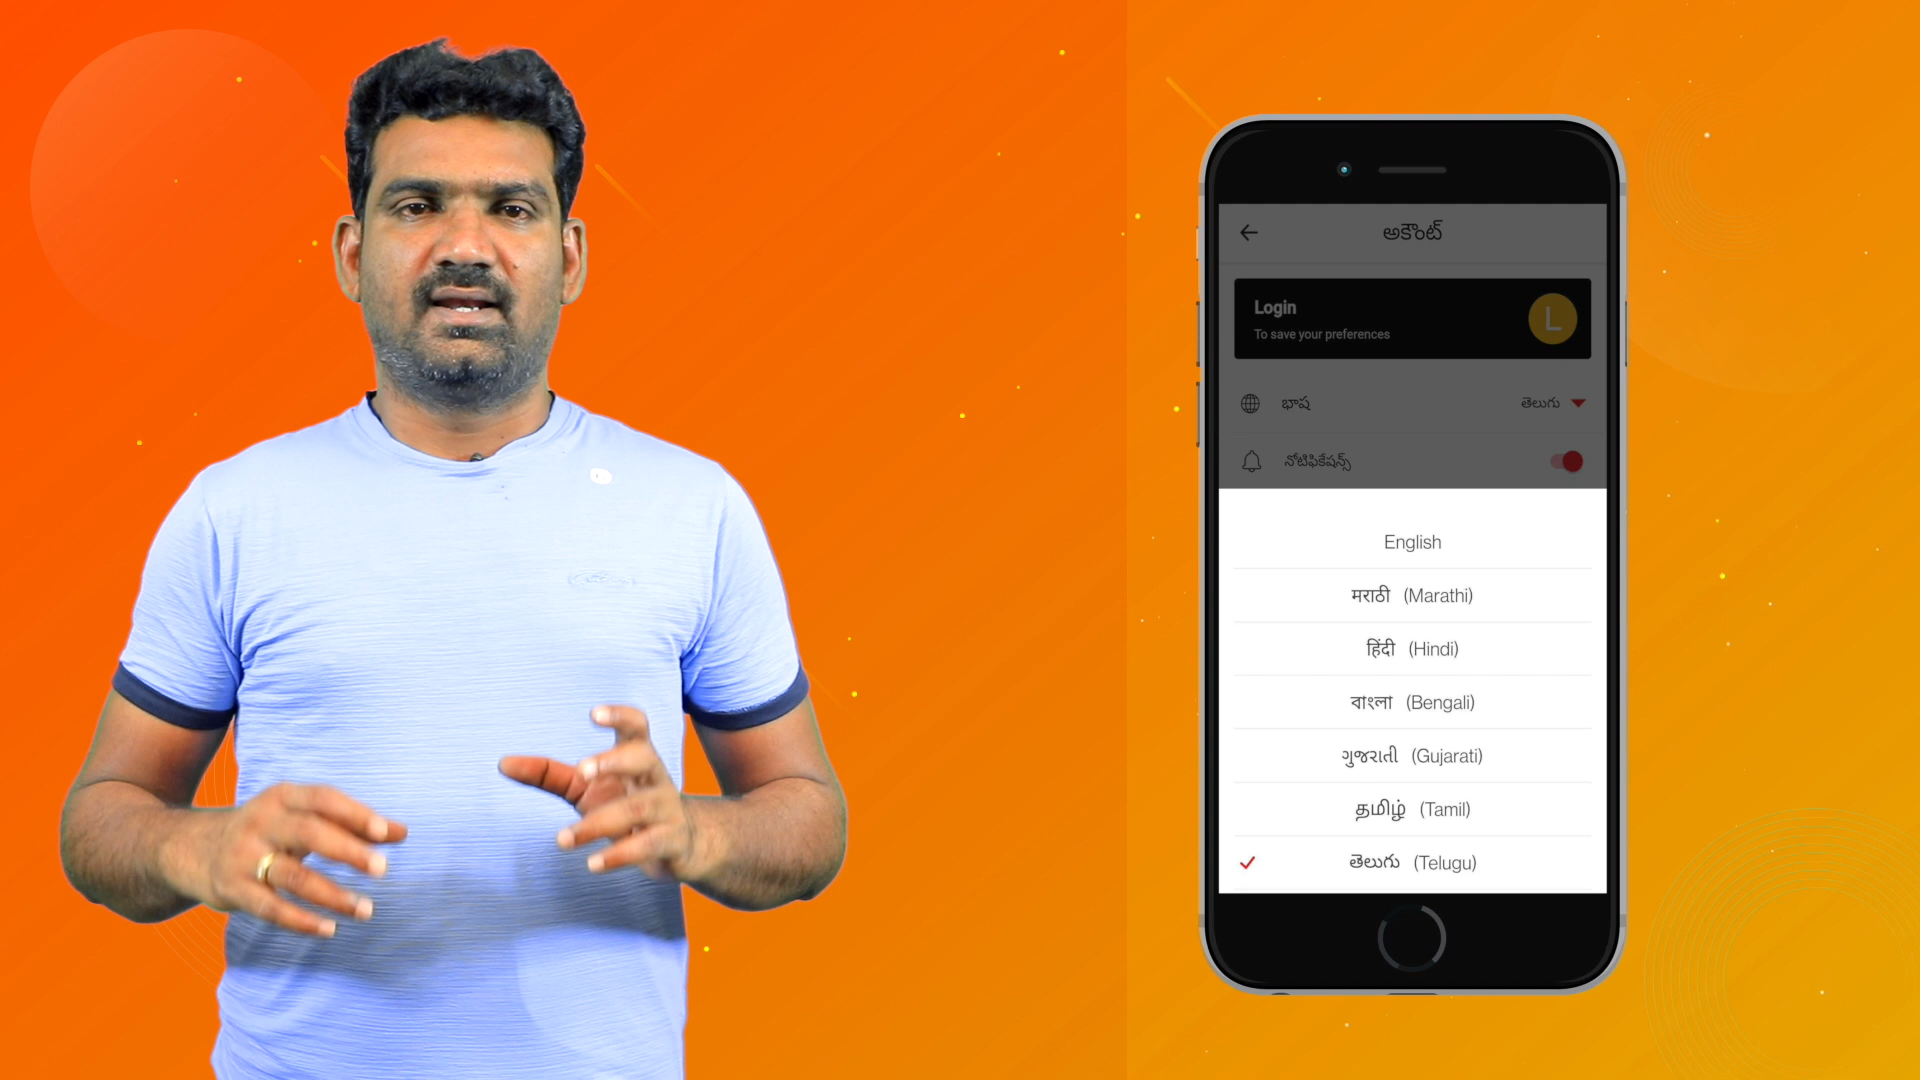 అకౌంట్
Login
L
To save your preferences
భాష తెలుగు
నోటిఫికేషన్స్
English
मराठी (Marathi)
हिंदी (Hindi)
বাংলা (Bengali)
ગુજરાતી (Gujarati)
தமிழ் (Tamil)
తెలుగు (Telugu)